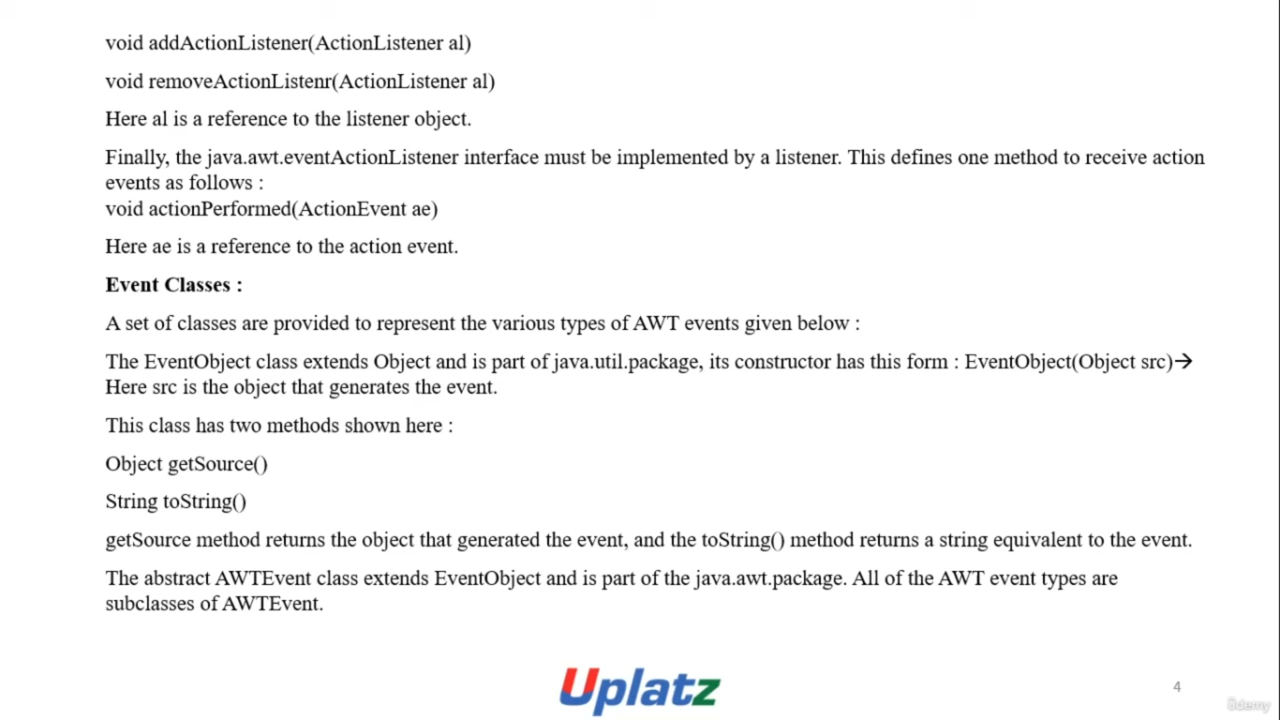 void addActionListener(ActionListener al)
void removeActionListenr(ActionListener al)
Here al is a reference to the listener object.
Finally, the java.awt.eventActionListener interface must be implemented by a listener. This defines one method to receive action
events as follows :
void actionPerformed(ActionEvent ae)
Here ae is a reference to the action event.
Event Classes :
A set of classes are provided to represent the various types of AWT events given below :
The EventObject class extends Object and is part of java.util.package, its constructor has this form : EventObject(Object src)→
Here src is the object that generates the event.
This class has two methods shown here :
Object getSource()
String toString()
getSource method returns the object that generated the event, and the toString() method returns a string equivalent to the event.
The abstract AWTEvent class extends EventObject and is part of the java.awt.package. All of the AWT event types are
subclasses of AWTEvent.
Uplatz
4
ûdemy